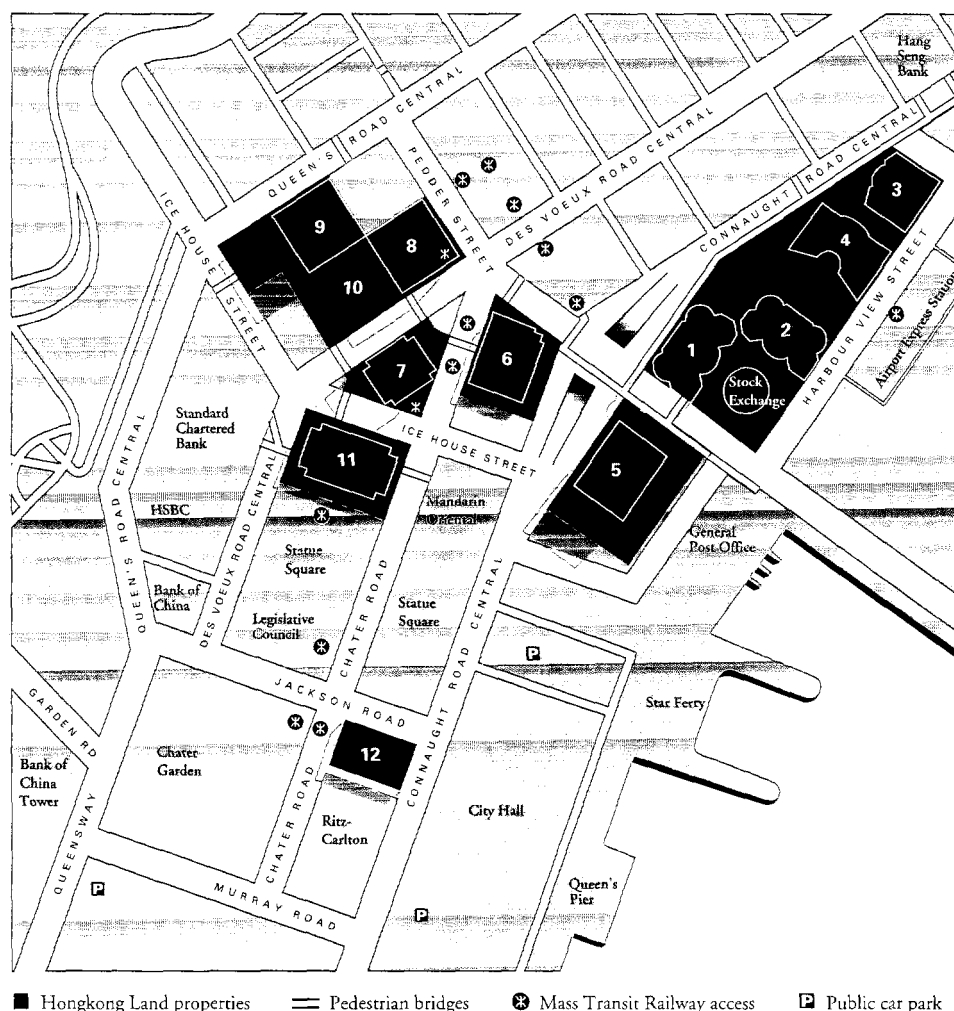 Hang
Seng
Bank
QUEEN'S ROAD CENTRAL
PEDDER STREET
DES VOEUX ROAD CENTRAL
CONNAUGHT ROAD CENTRAL
ICE HOUSE STREET
3
4
9
8
10
1
2
Stock
Exchange
HARBOUR VIEW STREET
Airport Express Station
7
6
5
Standard
Chartered
Bank
ICE HOUSE STREET
11
QUEEN'S ROAD CENTRAL
DES VOEUX ROAD CENTRAL
HSBC
Mandarin
Oriental
General
Post Office
Statue
Square
Bank of
China
Legislative
Council
CHATER ROAD
Statue
Square
CONNAUGHT ROAD CENTRAL
P
JACKSON ROAD
Star Ferry
GARDEN RD
Bank of
China
Tower
Chater
Garden
12
CHATER ROAD
Ritz-
Carlton
City Hall
QUEENSWAY
MURRAY ROAD
Queen's
Pier
P
P
Hongkong Land properties
Pedestrian bridges
Mass Transit Railway access
P Public car park